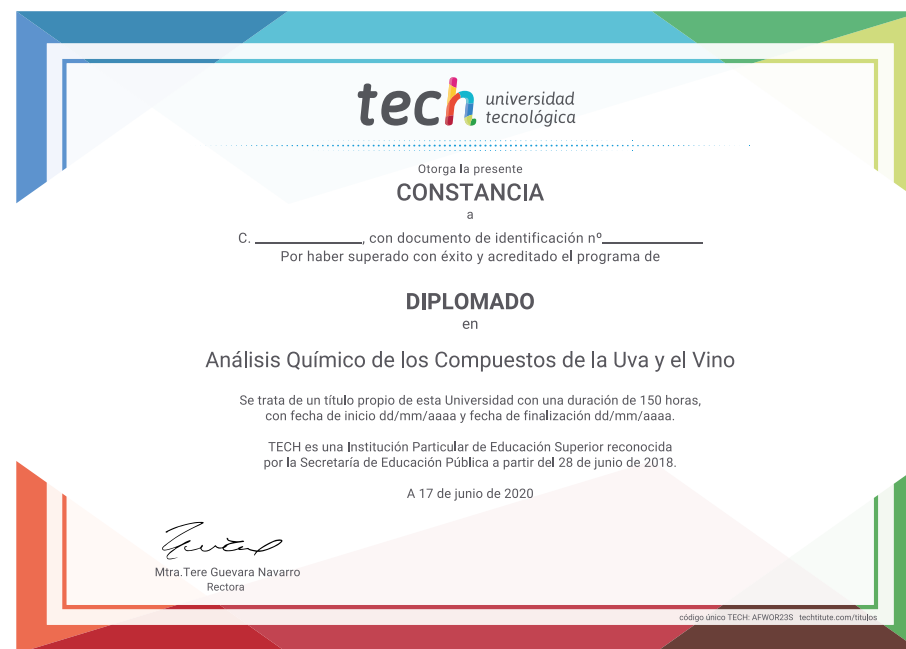 tech universidad
tecnológica
Otorga la presente
CONSTANCIA
a
C. ____________, con documento de identificación nº____________
Por haber superado con éxito y acreditado el programa de
DIPLOMADO
en
Análisis Químico de los Compuestos de la Uva y el Vino
Se trata de un título propio de esta Universidad con una duración de 150 horas,
con fecha de inicio dd/mm/aaaa y fecha de finalización dd/mm/aaaa.
TECH es una Institución Particular de Educación Superior reconocida
por la Secretaría de Educación Pública a partir del 28 de junio de 2018.
A 17 de junio de 2020
Mtra.Tere Guevara Navarro
Rectora
código único TECH: AFWOR23S techtitute.com/titulos